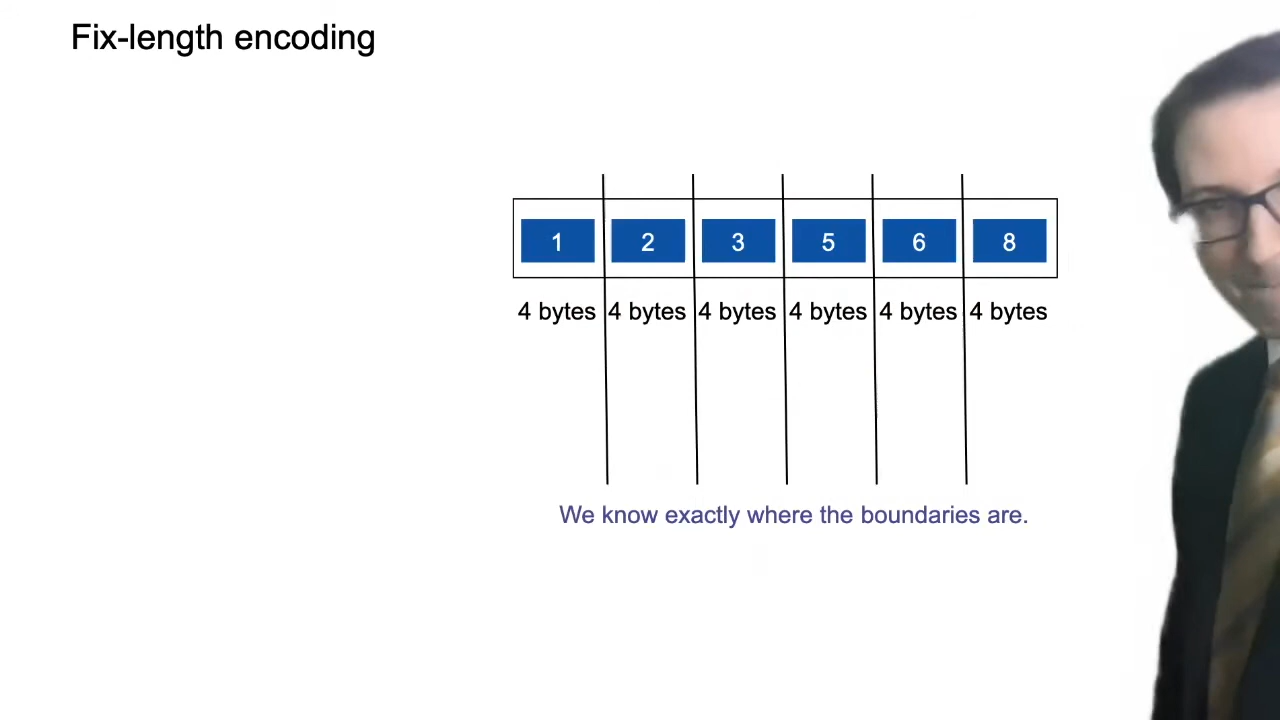 Fix-length encoding
1 2 3 5 6 8
4 bytes 4 bytes 4 bytes 4 bytes 4 bytes 4 bytes
We know exactly where the boundaries are.